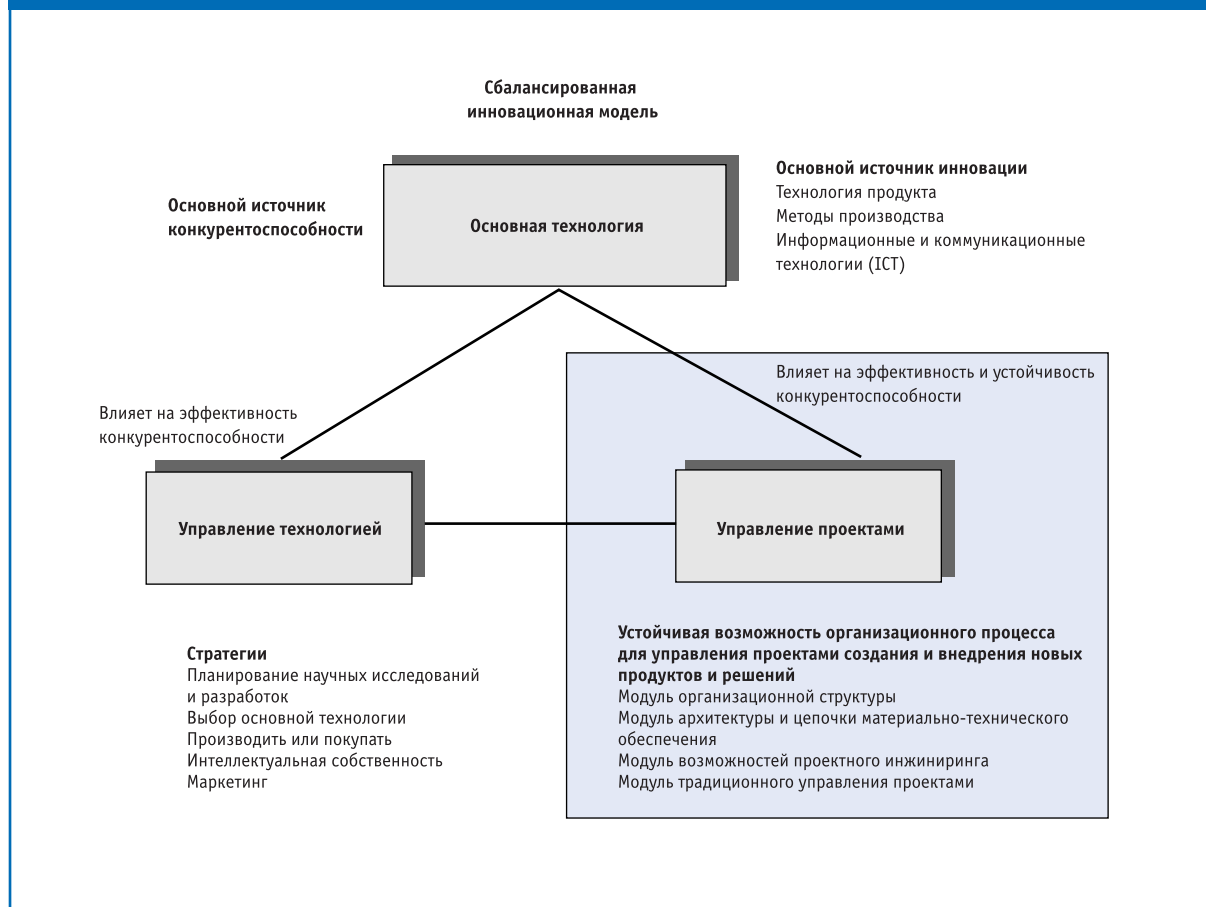 Сбалансированная
инновационная модель
Основной источник
конкурентоспособности
Основная технология
Основной источник инновации
Технология продукта
Методы производства
Информационные и коммуникационные
технологии (ICT)
Влияет на эффективность
конкурентоспособности
Влияет на эффективность и устойчивость
конкурентоспособности
Управление технологией
Управление проектами
Стратегии
Планирование научных исследований
и разработок
Выбор основной технологии
Производить или покупать
Интеллектуальная собственность
Маркетинг
Устойчивая возможность организационного процесса
для управления проектами создания и внедрения новых
продуктов и решений
Модуль организационной структуры
Модуль архитектуры и цепочки материально-технического
обеспечения
Модуль возможностей проектного инжиниринга
Модуль традиционного управления проектами